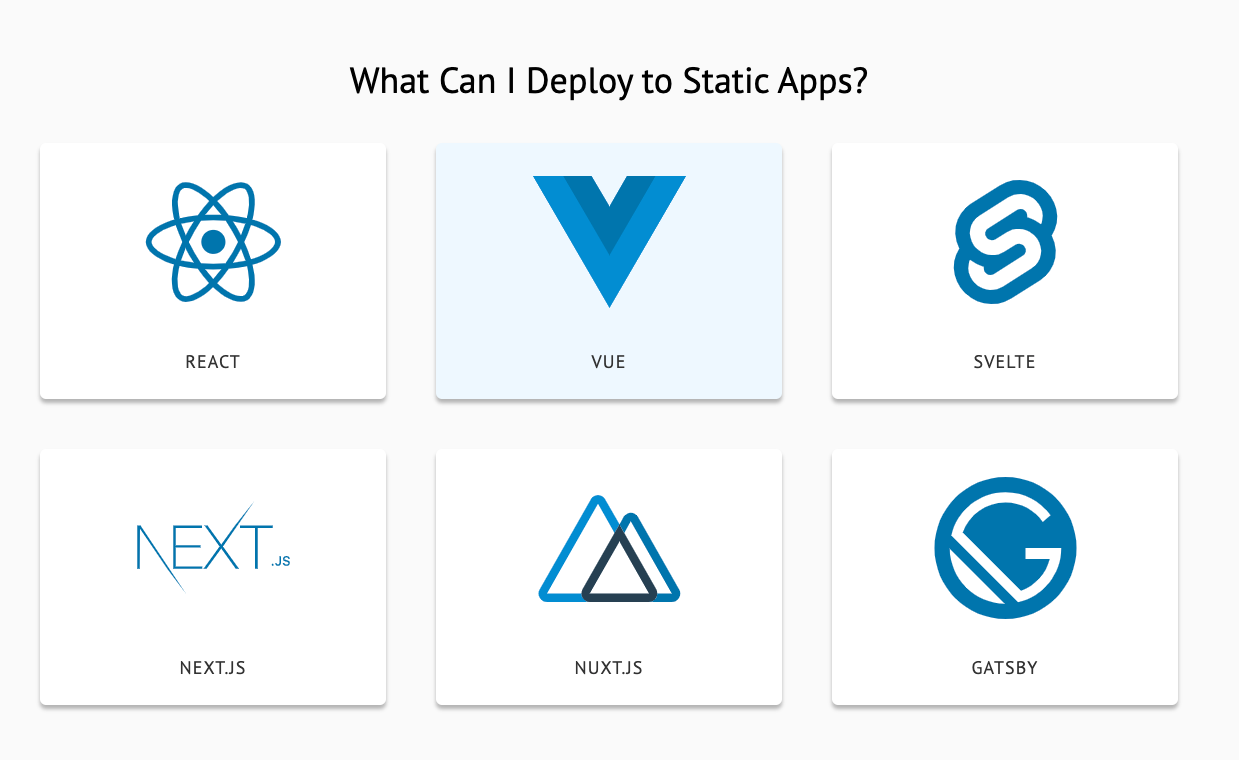 What Can I Deploy to Static Apps?
REACT
VUE
SVELTE
NEXT.JS
NEXT.JS
NUXT.JS
GATSBY